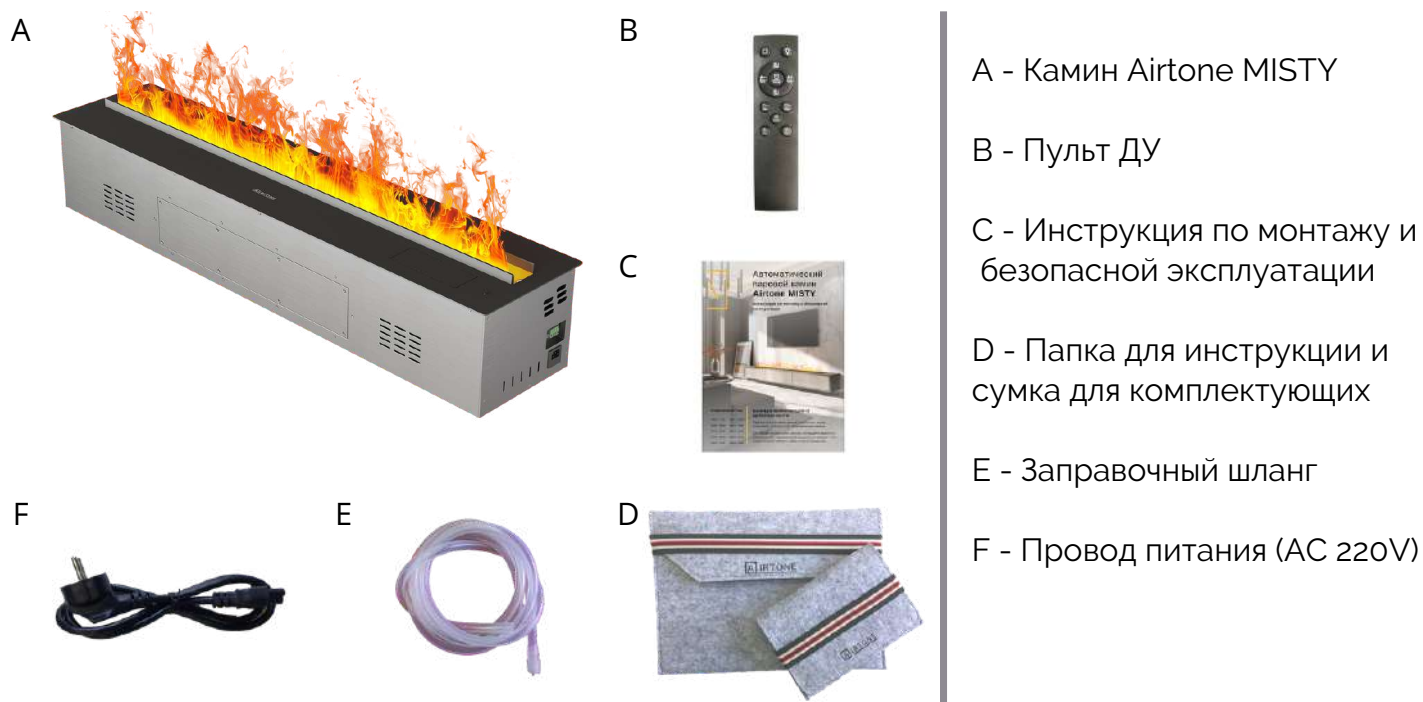 A
B
C
F
E
D
Airtone
Автоматический
паровой камин
Airtone MISTY
AIRTONE
A - Камин Airtone MISTY
B - Пульт ДУ
C - Инструкция по монтажу и
безопасной эксплуатации
D - Папка для инструкции и
сумка для комплектующих
E - Заправочный шланг
F - Провод питания (AC 220V)